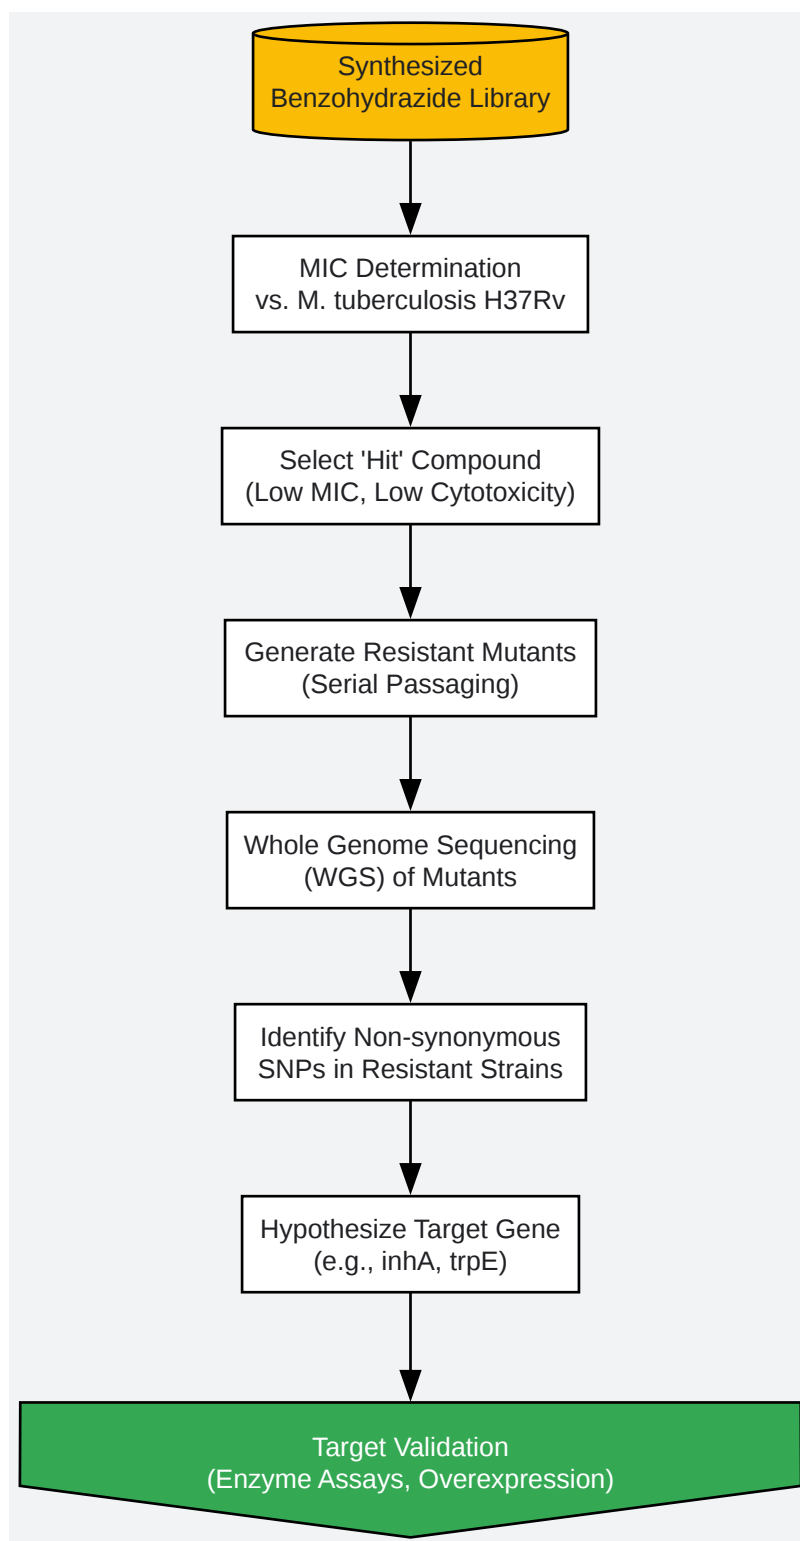 Synthesized
Benzohydrazide Library
MIC Determination
vs. M. tuberculosis H37Rv
Select 'Hit' Compound
(Low MIC, Low Cytotoxicity)
Generate Resistant Mutants
(Serial Passaging)
Whole Genome Sequencing
(WGS) of Mutants
Identify Non-synonymous
SNPs in Resistant Strains
Hypothesize Target Gene
(e.g., inhA, trpE)
Target Validation
(Enzyme Assays, Overexpression)